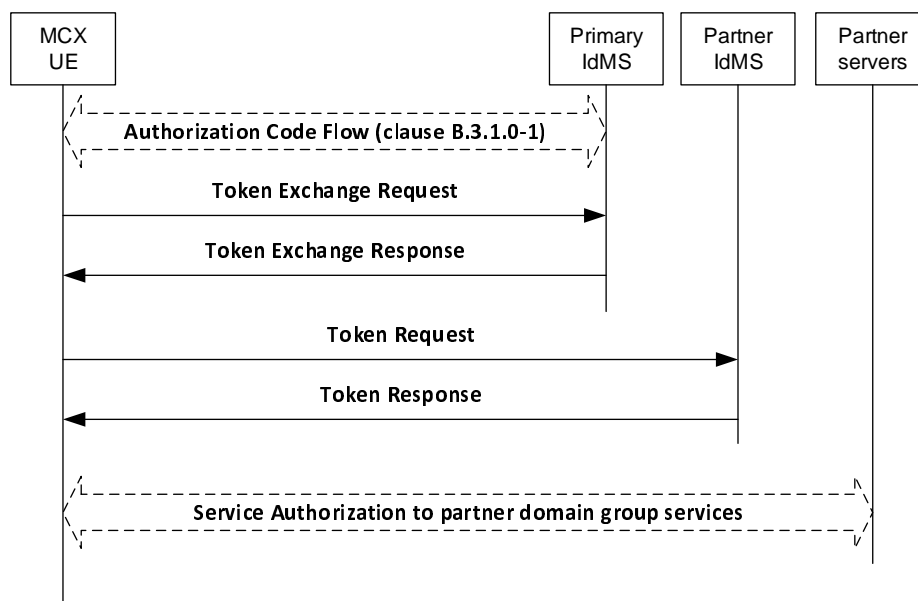 MCX
UE
Primary
IdMS
Partner
IdMS
Partner
servers
Authorization Code Flow (clause B.3.1.0-1)
Token Exchange Request
Token Exchange Response
Token Request
Token Response
Service Authorization to partner domain group services